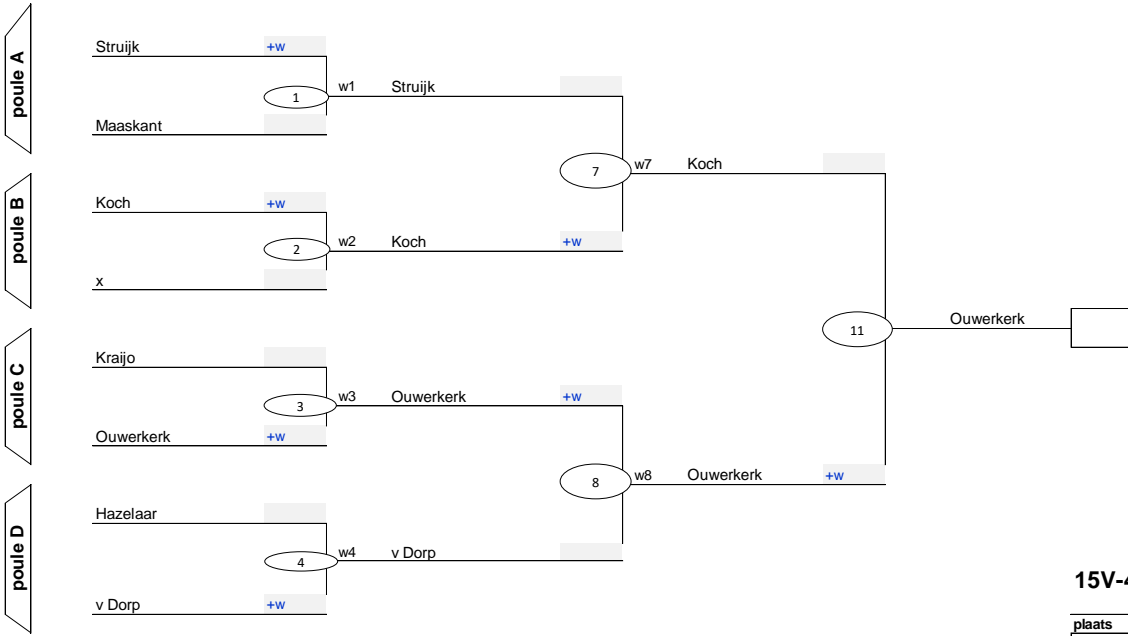 poule A
Struijk +w
1 w1 Struijk
Maaskant
7 w7 Koch
poule B
Koch +w
2 w2 Koch +w
x
11 Ouwerkerk
poule C
Kraijo
3 w3 Ouwerkerk +w
Ouwerkerk +w
8 w8 Ouwerkerk +w
poule D
Hazelaar
4 w4 v Dorp
v Dorp +w
plaats